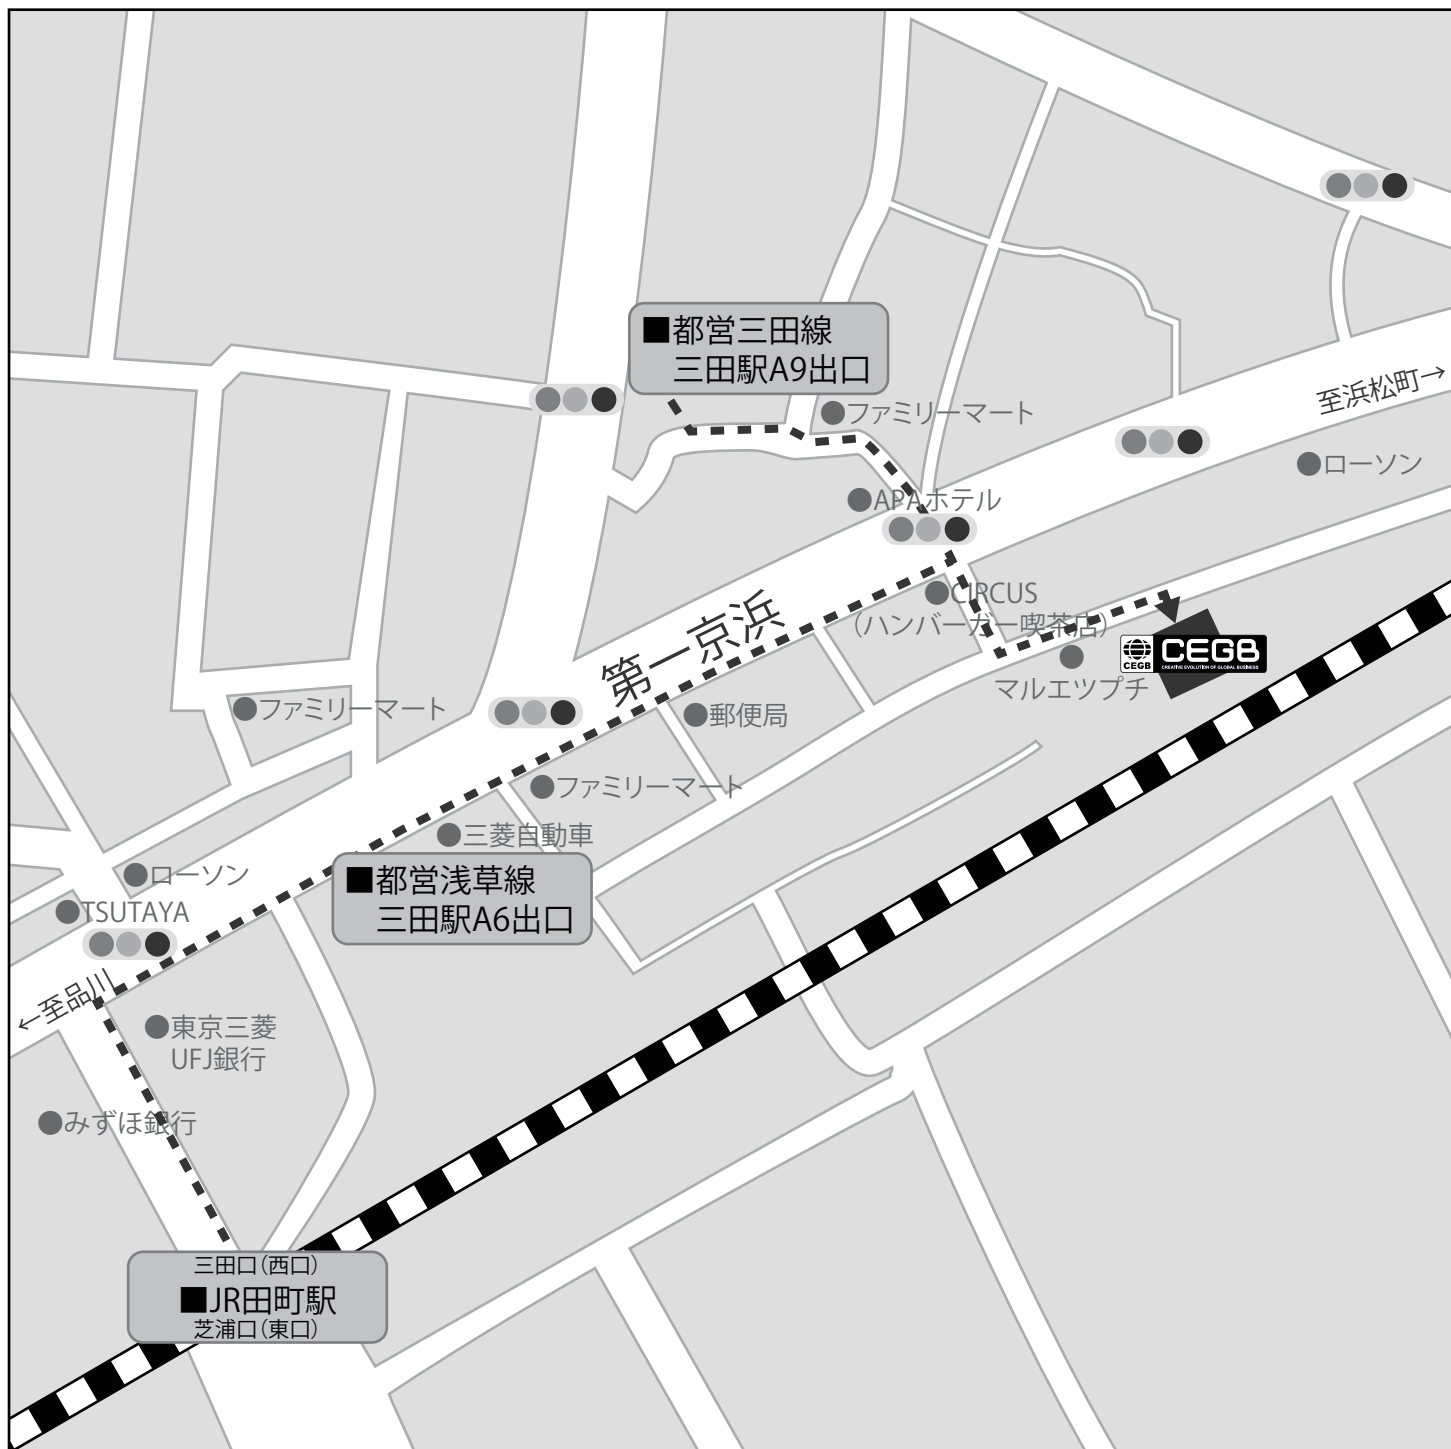 ■都営三田線
三田駅A9出口
至浜松町→
ファミリーマート
ローソン
APAホテル
第一京浜
CIRCUS
（ハンバーガー喫茶店）
CEGB
CEGB
CREATIVE EVOLUTION OF GLOBAL BUSINESS
マルエツプチ
ファミリーマート
郵便局
ファミリーマート
三菱自動車
■都営浅草線
三田駅A6出口
ローソン
TSUTAYA
←至品川
東京三菱
UFJ銀行
みずほ銀行
三田口（西口）
■JR田町駅
芝浦口（東口）